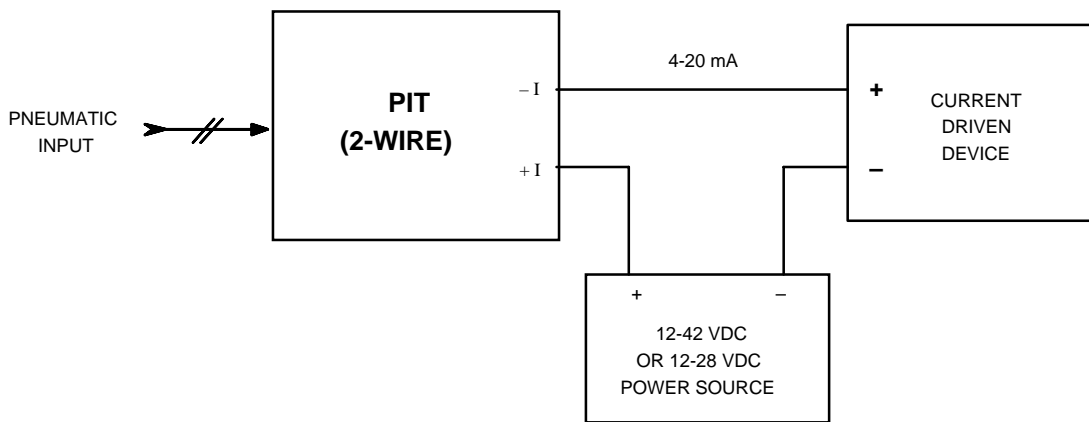 PNEUMATIC
INPUT
PIT
(2-WIRE)
– I
+ I
4-20 mA
+
–
CURRENT
DRIVEN
DEVICE
+ –
12-42 VDC
OR 12-28 VDC
POWER SOURCE